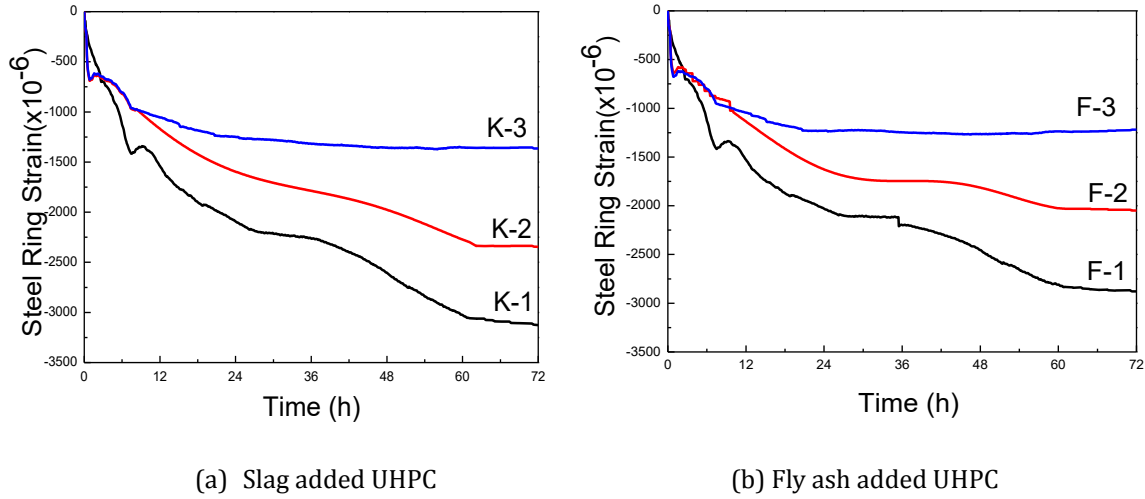 0
-500
-1000
-1500
-2000
-2500
-3000
-3500
Steel Ring Strain(x10-6)
K-3
K-2
K-1
0 12 24 36 48 60 72
Time (h)
(a) Slag added UHPC
0
-500
-1000
-1500
-2000
-2500
-3000
-3500
Steel Ring Strain(x10-6)
F-3
F-2
F-1
0 12 24 36 48 60 72
Time (h)
(b) Fly ash added UHPC